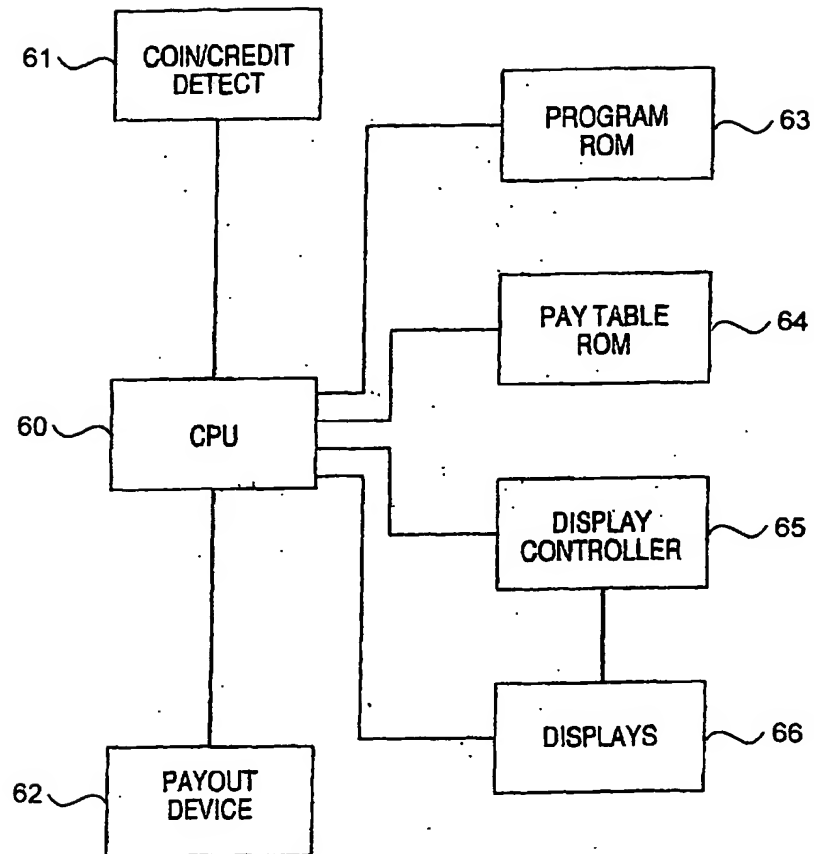 61
COIN/CREDIT
DETECT
PROGRAM
ROM
63
PAY TABLE
ROM
64
60
CPU
DISPLAY
CONTROLLER
65
DISPLAYS
66
62
PAYOUT
DEVICE